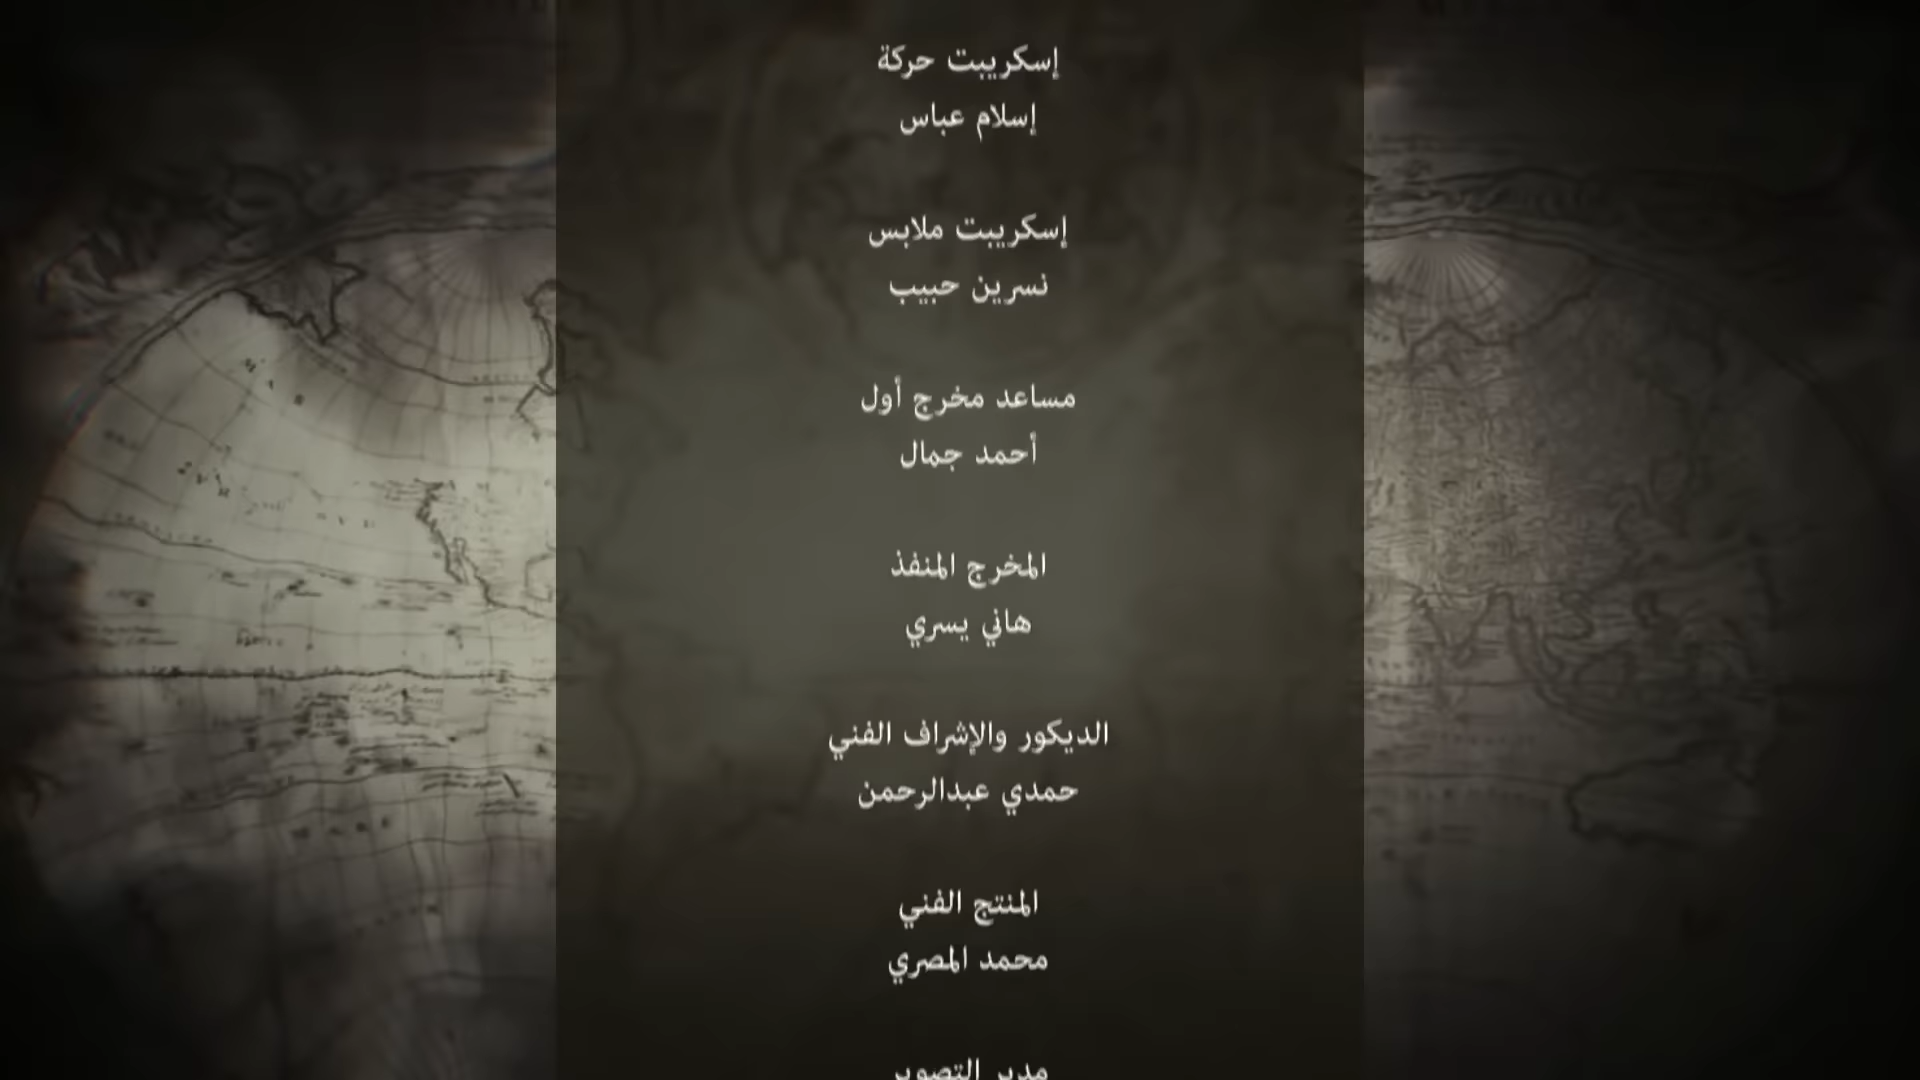 إسكريبت حركة
إسلام عباس
إسكريبت ملابس
نسرين حبيب
مساعد مخرج أول
أحمد جمال
المخرج المنفذ
هاني يسري
الديكور والإشراف الفني
حمدي عبدالرحمن
المنتج الفني
محمد المصري
مدير التصوير